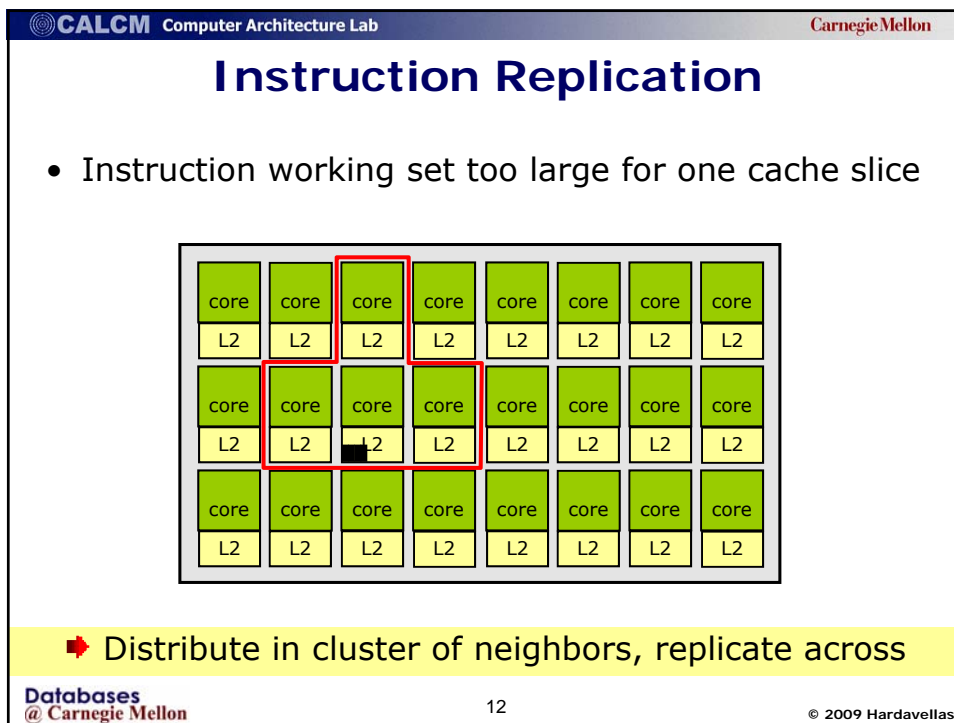 CALCM Computer Architecture Lab Carnegie Mellon
Instruction Replication
• Instruction working set too large for one cache slice
core core core core core core core core
L2 L2 L2 L2 L2 L2 L2 L2
core core core core core core core core
L2 L2 L2 L2 L2 L2 L2 L2
core core core core core core core core
L2 L2 L2 L2 L2 L2 L2 L2
Distribute in cluster of neighbors, replicate across
Databases
@ Carnegie Mellon 12 © 2009 Hardavellas